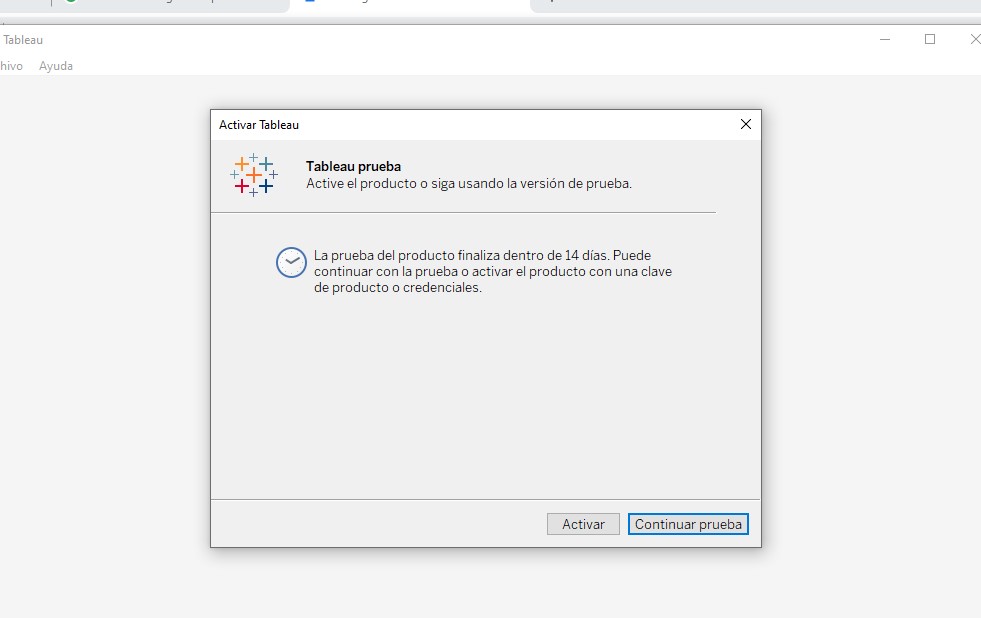 Tableau
hivo Ayuda
Activar Tableau
Tableau prueba
Active el producto o siga usando la versión de prueba.
La prueba del producto finaliza dentro de 14 días. Puede
continuar con la prueba o activar el producto con una clave
de producto o credenciales.
Activar
Continuar prueba